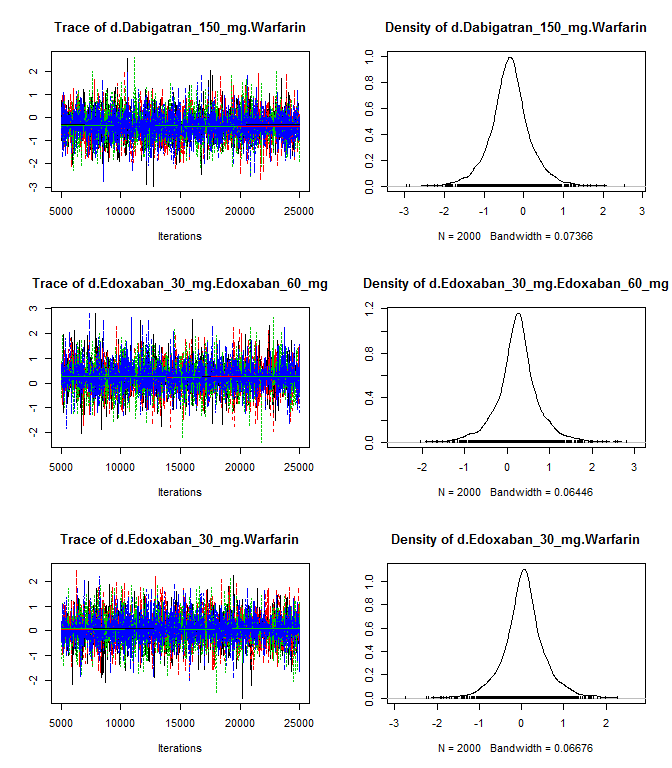 Trace of d.Dabigatran_150_mg.Warfarin
2
1
0
-1
-2
-3
5000 10000 15000 20000 25000
Iterations
Density of d.Dabigatran_150_mg.Warfarin
1.0
0.8
0.6
0.4
0.2
0.0
-3 -2 -1 0 1 2 3
N = 2000 Bandwidth = 0.07366
Trace of d.Edoxaban_30_mg.Edoxaban_60_mg
3
2
1
0
-1
-2
5000 10000 15000 20000 25000
Iterations
Density of d.Edoxaban_30_mg.Edoxaban_60_mg
1.2
0.8
0.4
0.0
-2 -1 0 1 2 3
N = 2000 Bandwidth = 0.06446
Trace of d.Edoxaban_30_mg.Warfarin
2
1
0
-1
-2
5000 10000 15000 20000 25000
Iterations
Density of d.Edoxaban_30_mg.Warfarin
1.0
0.8
0.6
0.4
0.2
0.0
-3 -2 -1 0 1 2
N = 2000 Bandwidth = 0.06676